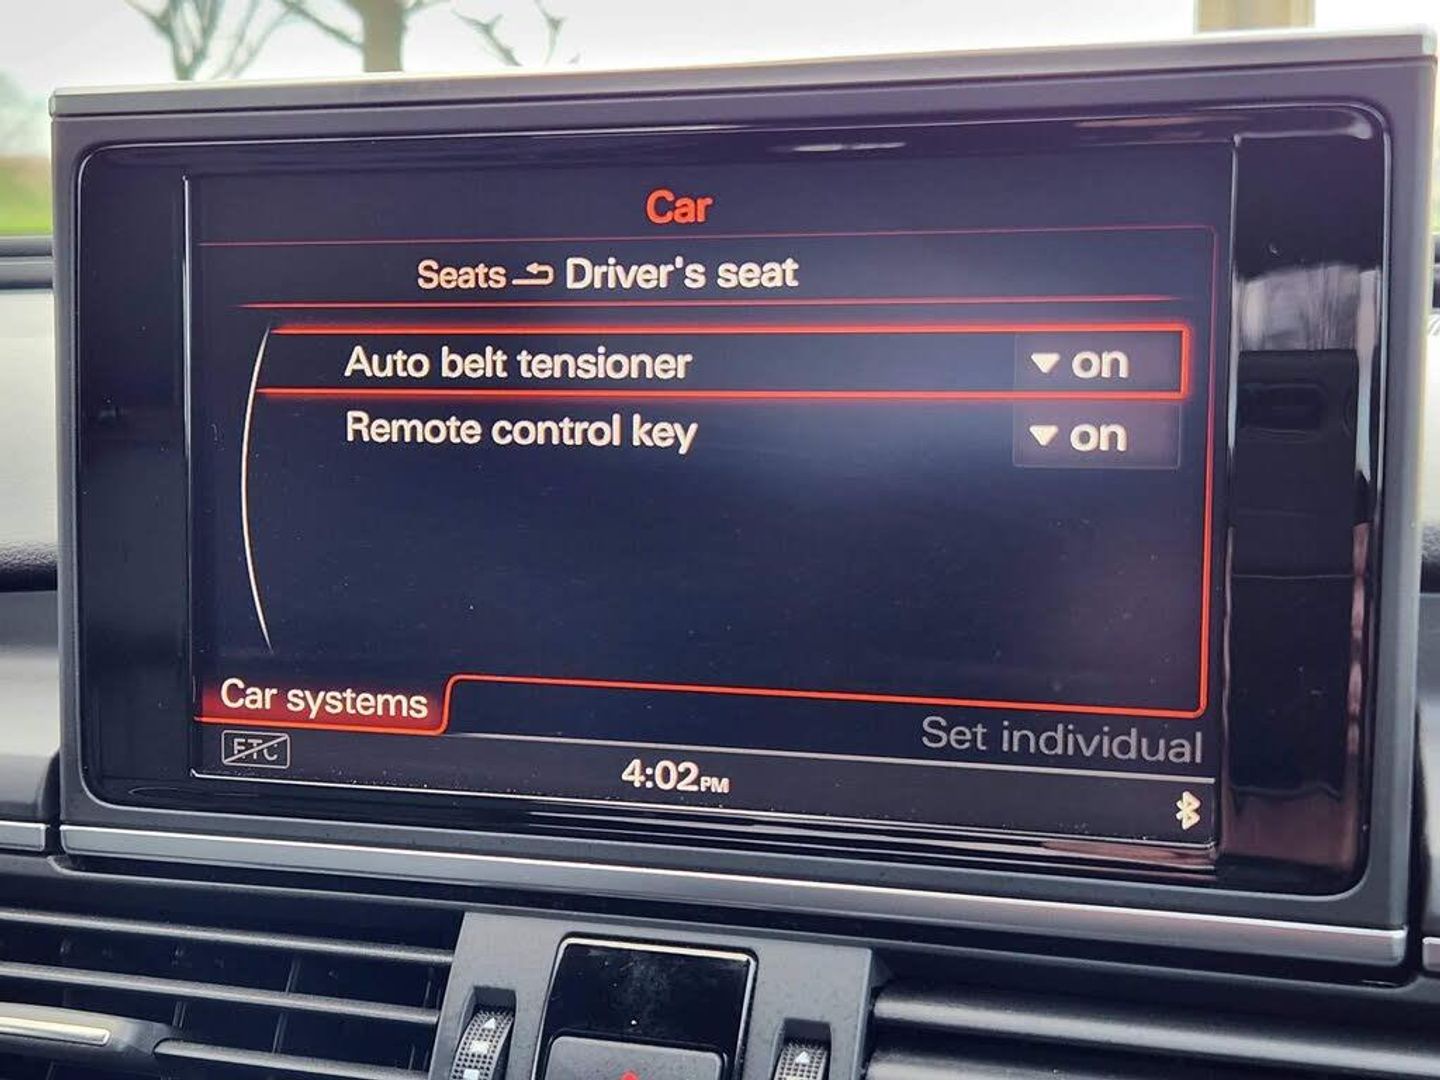 Car
Seats Driver's seat
Auto belt tensioner on
Remote control key on
Car systems
Set individual
ETC
4:02PM